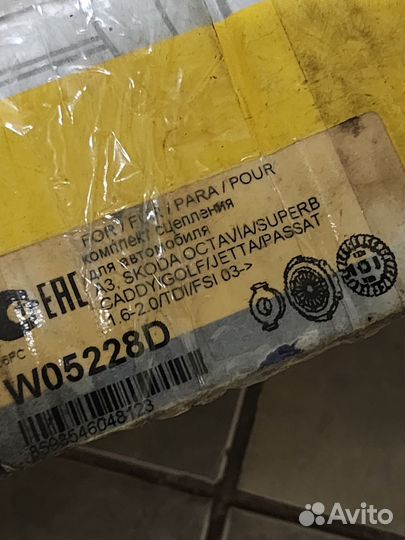 FOR / FÜR / PARA / POUR
комплект сцепления
для автомобиля
A3, SKODA OCTAVIA/SUPERB
CADDY/GOLF/JETTA/PASSAT
1.6-2.0/TDI/FSI 03->
EAC
W05228D
8595546048123
Avito